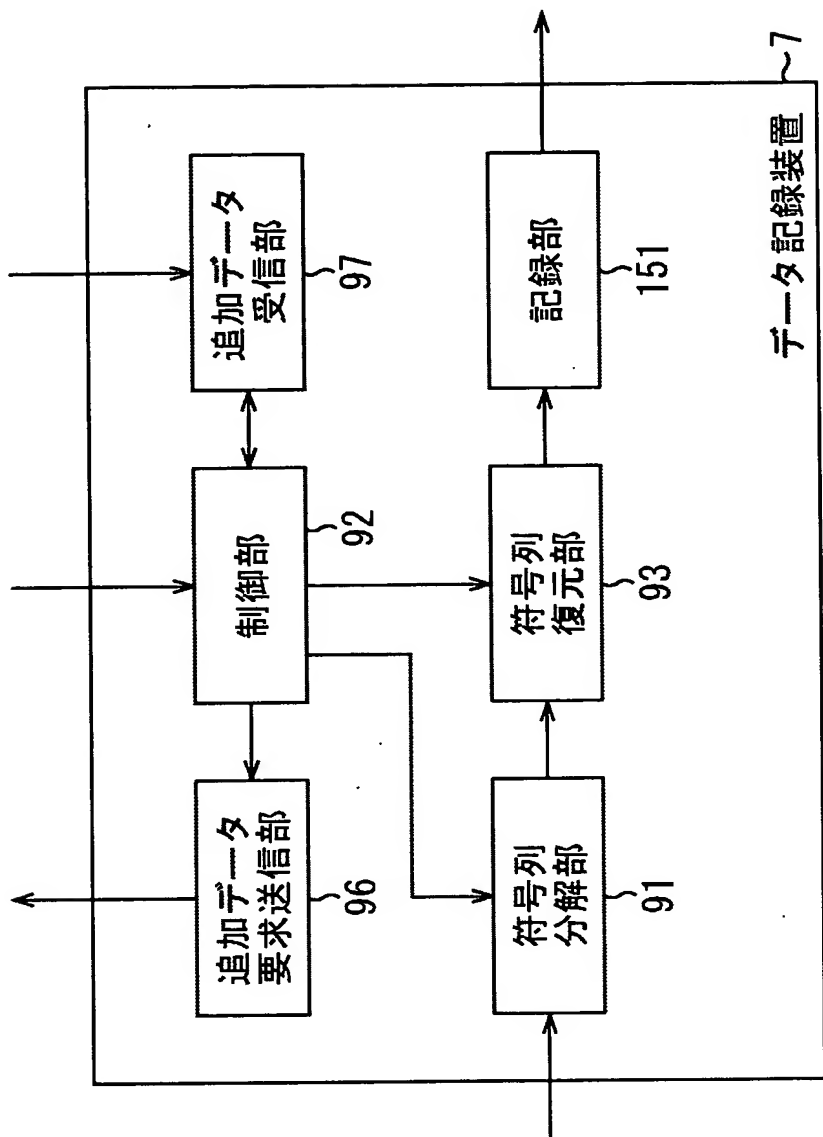 追加データ
要求送信部
96
制御部
92
追加データ
受信部
97
符号列
分解部
91
符号列
復元部
93
記録部
151
データ記録装置
7